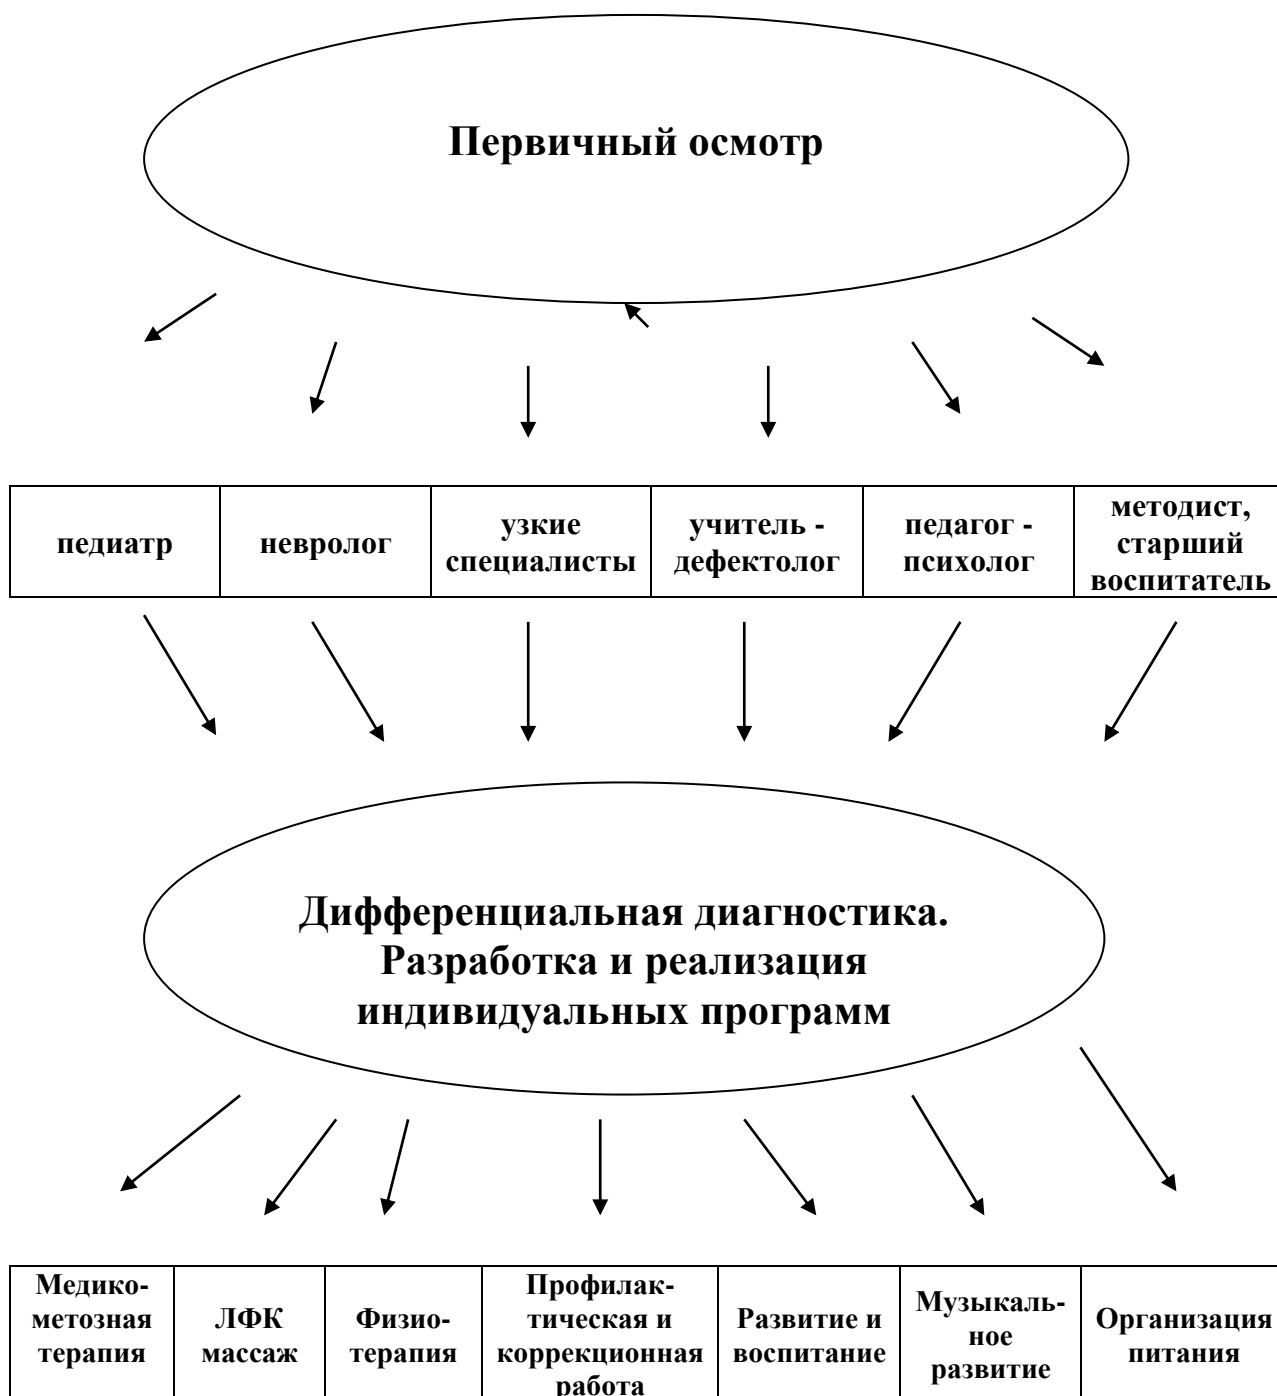 Первичный осмотр
педиатр
невролог
узкие
специалисты
учитель -
дефектолог
педагог -
психолог
методист,
старший
воспитатель
Дифференциальная диагностика.
Разработка и реализация
индивидуальных программ
Медико-
метозная
терапия
ЛФК
массаж
Физио-
терапия
Профилак-
тическая и
коррекционная
работа
Развитие и
воспитание
Музыкаль-
ное
развитие
Организация
питания